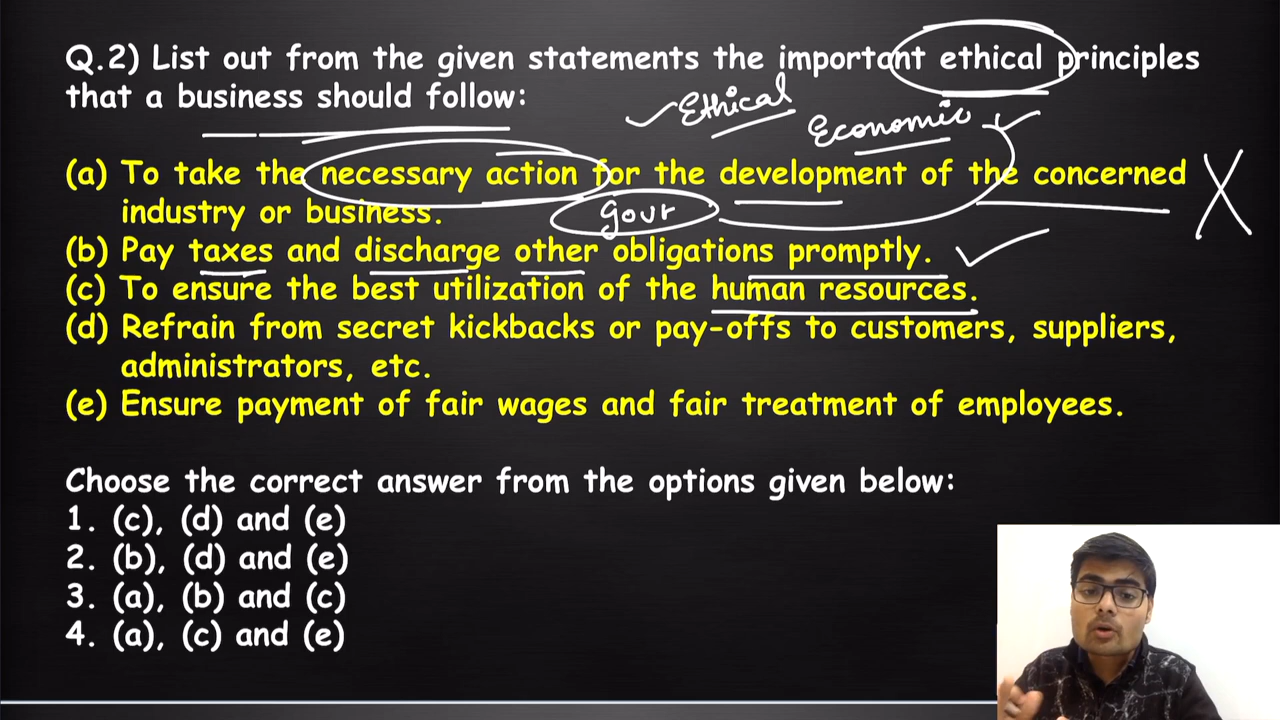 Q.2) List out from the given statements the important ethical principles
that a business should follow:
Ethical
Economic
(a) To take the necessary action for the development of the concerned
industry or business.
Govr
(b) Pay taxes and discharge other obligations promptly.
(c) To ensure the best utilization of the human resources.
(d) Refrain from secret kickbacks or pay-offs to customers, suppliers,
administrators, etc.
(e) Ensure payment of fair wages and fair treatment of employees.
Choose the correct answer from the options given below:
1. (c), (d) and (e)
2. (b), (d) and (e)
3. (a), (b) and (c)
4. (a), (c) and (e)